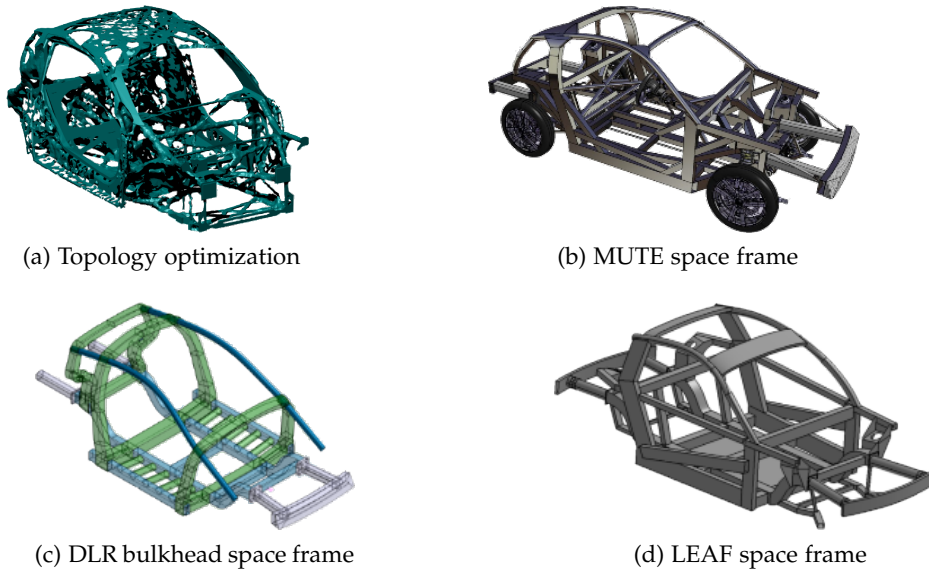 (a) Topology optimization
(b) MUTE space frame
(c) DLR bulkhead space frame
(d) LEAF space frame